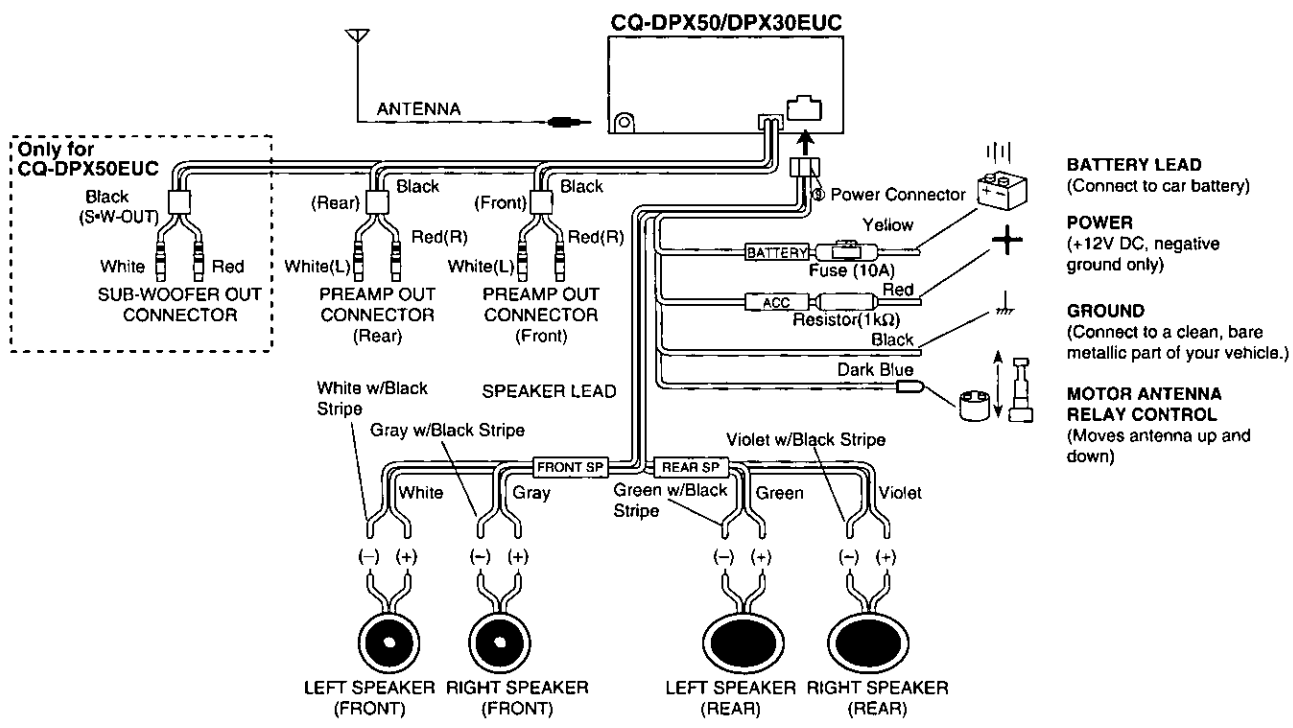 CQ-DPX50/DPX30EUC
ANTENNA
Only for
CQ-DPX50EUC
Black
(S•W-OUT)
White
Red
SUB-WOOFER OUT
CONNECTOR
(Rear)
Black
White(L)
Red(R)
PREAMP OUT
CONNECTOR
(Rear)
(Front)
Black
White(L)
Red(R)
PREAMP OUT
CONNECTOR
(Front)
⑨ Power Connector
Yellow
BATTERY
Fuse (10A)
Red
ACC
Resistor(1kΩ)
Black
Dark Blue
BATTERY LEAD
(Connect to car battery)
POWER
(+12V DC, negative
ground only)
GROUND
(Connect to a clean, bare
metallic part of your vehicle.)
MOTOR ANTENNA
RELAY CONTROL
(Moves antenna up and
down)
SPEAKER LEAD
White w/Black
Stripe
Gray w/Black Stripe
Violet w/Black Stripe
FRONT SP
REAR SP
White
Gray
Green w/Black
Stripe
Green
Violet
(−) (+)
(−) (+)
(−) (+)
(−) (+)
LEFT SPEAKER
(FRONT)
RIGHT SPEAKER
(FRONT)
LEFT SPEAKER
(REAR)
RIGHT SPEAKER
(REAR)